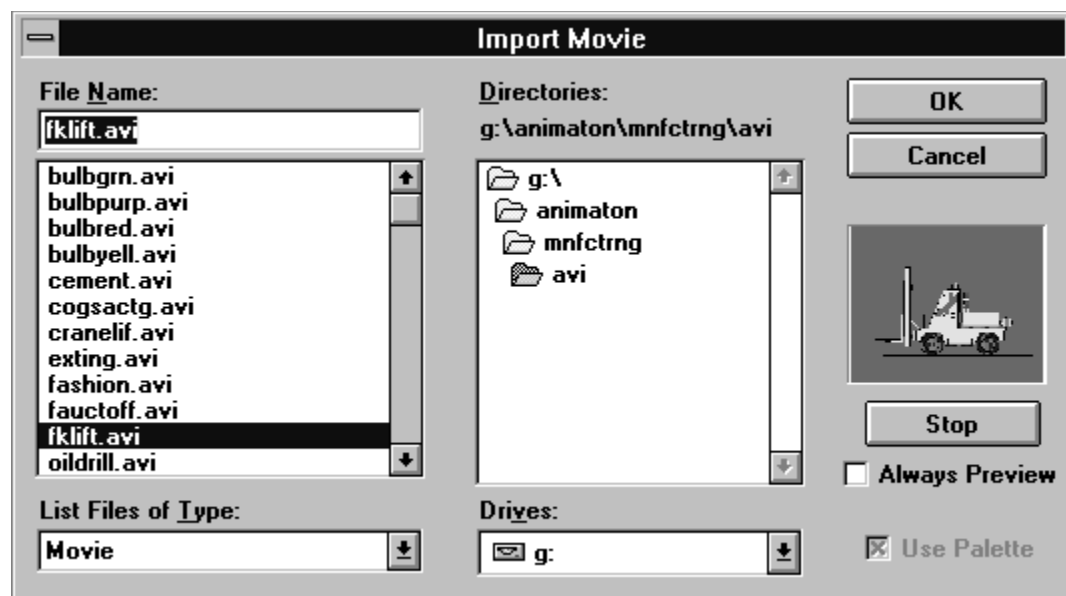 Import Movie
File Name:
fklift.avi
bulbgrn.avi
bulbpurp.avi
bulbred.avi
bulbyell.avi
cement.avi
cogsactg.avi
cranelif.avi
exting.avi
fashion.avi
fauctoff.avi
fklift.avi
oildrill.avi
List Files of Type:
Movie
Directories:
g:\animaton\mnfctrng\avi
g:\
animaton
mnfctrng
avi
Drives:
g:
OK
Cancel
Stop
Always Preview
Use Palette